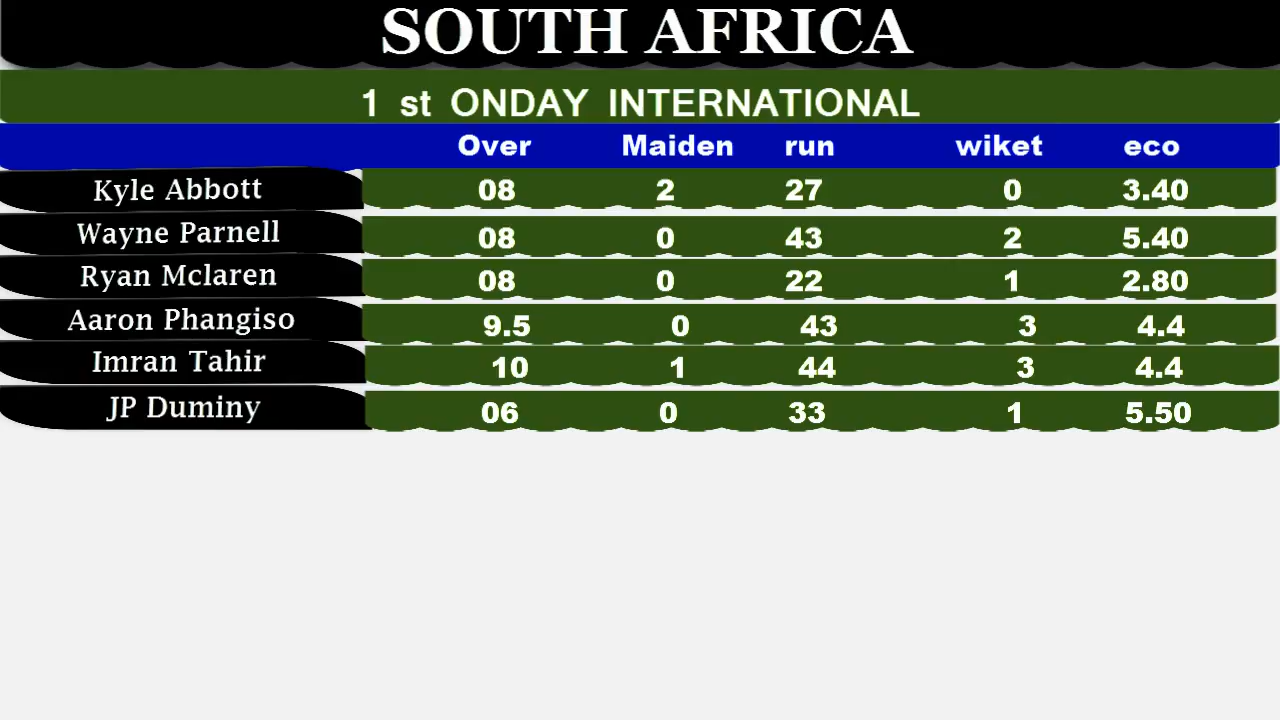 SOUTH AFRICA
1 st ONDAY INTERNATIONAL
Over Maiden run wiket eco
Kyle Abbott 08 2 27 0 3.40
Wayne Parnell 08 0 43 2 5.40
Ryan Mclaren 08 0 22 1 2.80
Aaron Phangiso 9.5 0 43 3 4.4
Imran Tahir 10 1 44 3 4.4
JP Duminy 06 0 33 1 5.50